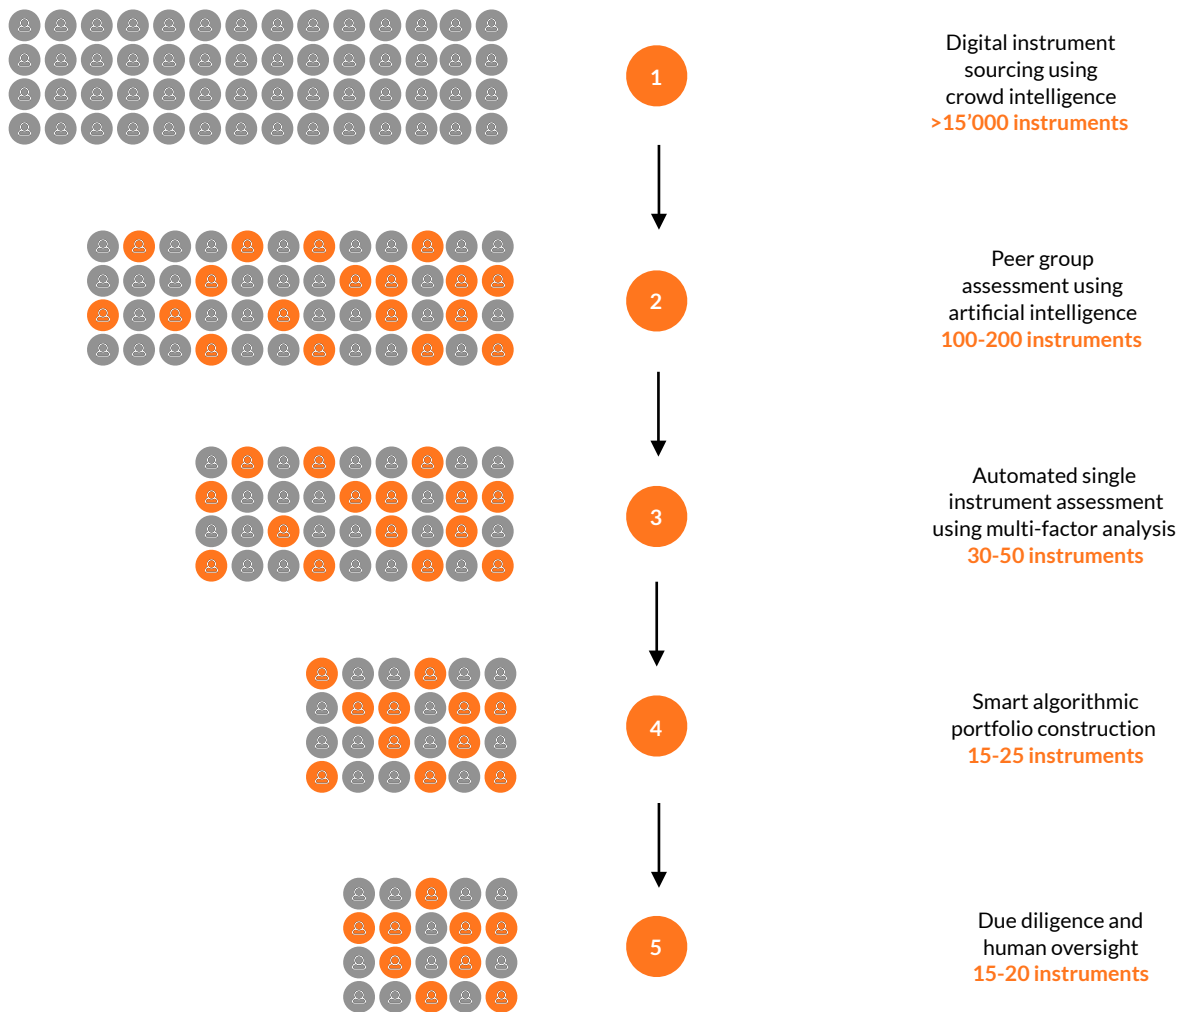 1
Digital instrument
sourcing using
crowd intelligence
>15’000 instruments
2
Peer group
assessment using
artificial intelligence
100-200 instruments
3
Automated single
instrument assessment
using multi-factor analysis
30-50 instruments
4
Smart algorithmic
portfolio construction
15-25 instruments
5
Due diligence and
human oversight
15-20 instruments